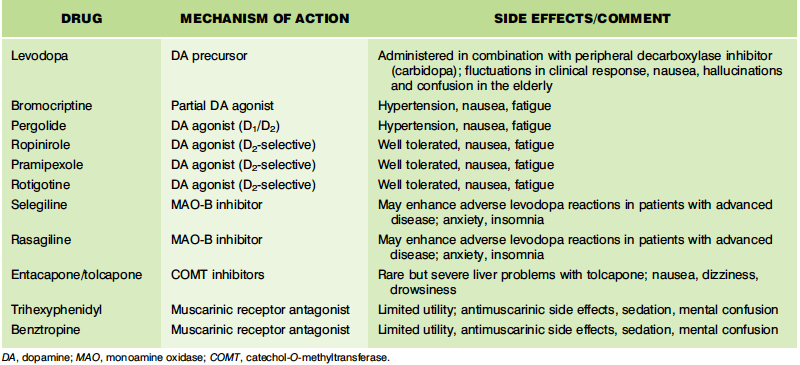 DRUG MECHANISM OF ACTION SIDE EFFECTS/COMMENT
Levodopa DA precursor Administered in combination with peripheral decarboxylase inhibitor
(carbidopa); fluctuations in clinical response, nausea, hallucinations
and confusion in the elderly
Bromocriptine Partial DA agonist Hypertension, nausea, fatigue
Pergolide DA agonist (D₁/D₂) Hypertension, nausea, fatigue
Ropinirole DA agonist (D₂-selective) Well tolerated, nausea, fatigue
Pramipexole DA agonist (D₂-selective) Well tolerated, nausea, fatigue
Rotigotine DA agonist (D₂-selective) Well tolerated, nausea, fatigue
Selegiline MAO-B inhibitor May enhance adverse levodopa reactions in patients with advanced
disease; anxiety, insomnia
Rasagiline MAO-B inhibitor May enhance adverse levodopa reactions in patients with advanced
disease; anxiety, insomnia
Entacapone/tolcapone COMT inhibitors Rare but severe liver problems with tolcapone; nausea, dizziness,
drowsiness
Trihexyphenidyl Muscarinic receptor antagonist Limited utility; antimuscarinic side effects, sedation, mental confusion
Benztropine Muscarinic receptor antagonist Limited utility, antimuscarinic side effects, sedation, mental confusion
DA, dopamine; MAO, monoamine oxidase; COMT, catechol-O-methyltransferase.